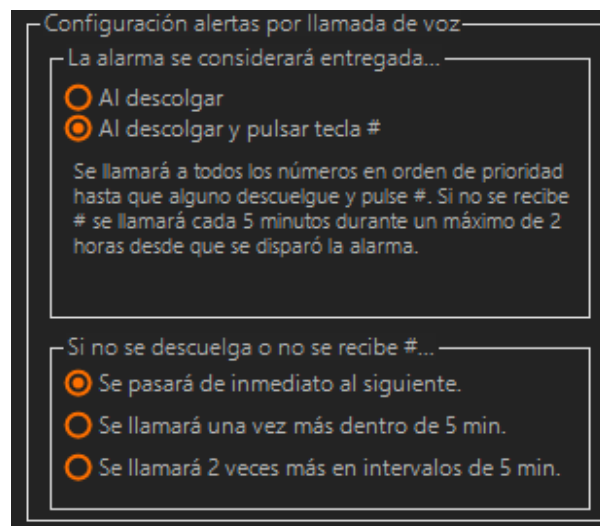 Configuración alertas por llamada de voz
La alarma se considerará entregada...
Al descolgar
Al descolgar y pulsar tecla #
Se llamará a todos los números en orden de prioridad
hasta que alguno descuelgue y pulse #. Si no se recibe
# se llamará cada 5 minutos durante un máximo de 2
horas desde que se disparó la alarma.
Si no se descuelga o no se recibe #...
Se pasará de inmediato al siguiente.
Se llamará una vez más dentro de 5 min.
Se llamará 2 veces más en intervalos de 5 min.